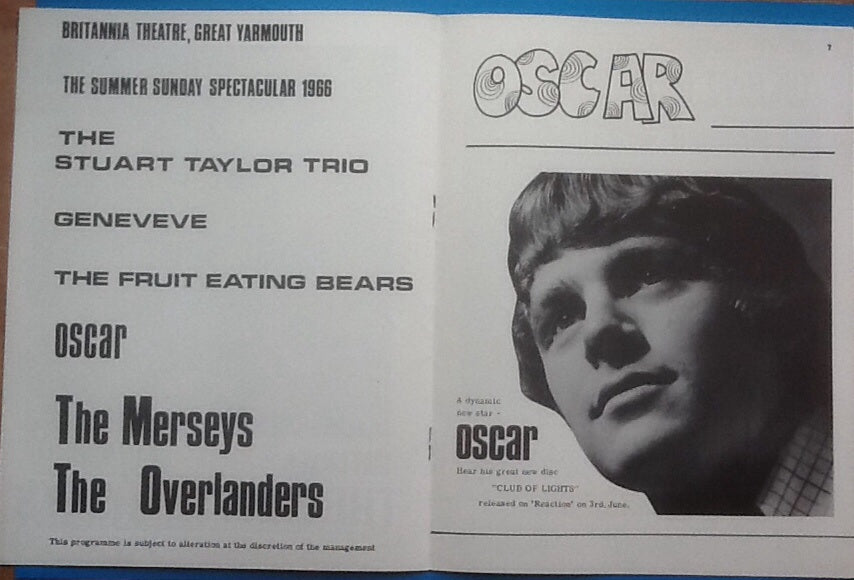 BRITANNIA THEATRE, GREAT YARMOUTH
THE SUMMER SUNDAY SPECTACULAR 1966
THE
STUART TAYLOR TRIO
GENEVEVE
THE FRUIT EATING BEARS
oscar
The Merseys
The Overlanders
This programme is subject to alteration at the discretion of the management
7
OSCAR
A dynamic
new star -
oscar
Hear his great new disc
"CLUB OF LIGHTS"
released on 'Reaction' on 3rd. June.